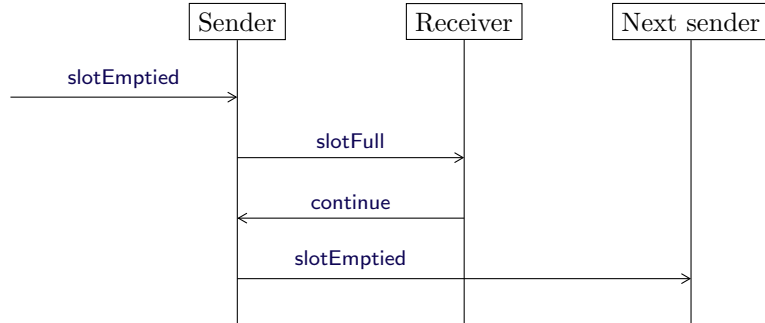 Sender Receiver Next sender
slotEmptied
slotFull
continue
slotEmptied